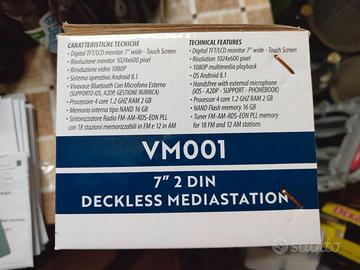 CARATTERISTICHE TECNICHE
• Digital TFT/LCD monitor 7" wide - Touch Screen
• Risoluzione monitor 1024x600 pixel
• Riroduzione video 1080P
• Sistema operativo Android 8.1
• Vivavoce Bluetooth Con Microfono Esterno
(SUPPORTO iOS, A2DP, GESTIONE RUBRICA)
• Processore 4 core 1.2 GHZ RAM 2 GB
• Memoria interna tipo NAND 16 GB
• Sintonizzatore Radio FM-AM-RDS-EON PLL
con 18 stazioni memorizzabili in FM e 12 in AM
TECHNICAL FEATURES
• Digital TFT/LCD monitor 7" wide - Touch Screen
• Risolution monitor 1024x600 pixel
• 1080P multimedia playback
• OS Android 8.1
• Handsfree with external microphone
(iOS - A2DP - SUPPORT - PHONEBOOK)
• Processor 4 core 1.2 GHZ RAM 2 GB
• NAND Flash memory 16 GB
• Tuner FM-AM-RDS-EON PLL memory
for 18 FM and 12 AM stations
VM001
7" 2 DIN
DECKLESS MEDIASTATION
subito